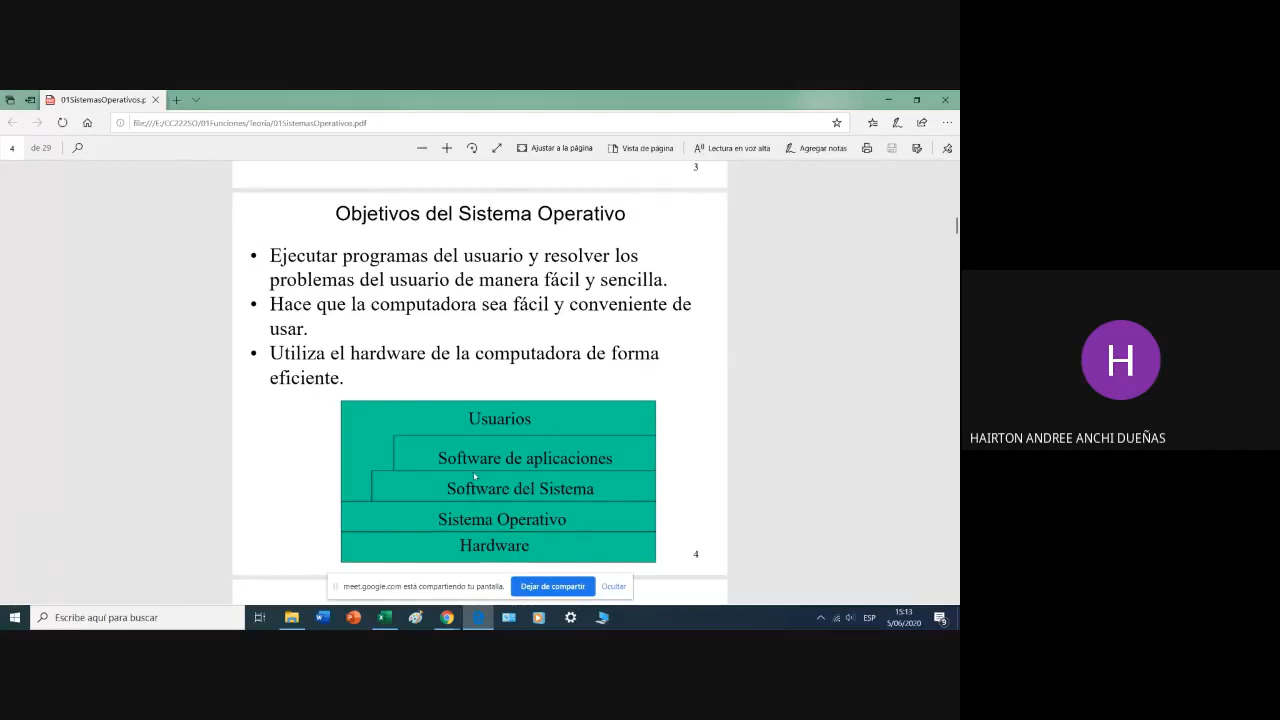 01SistemasOperativos.p
file:///E:/CC222SO/01Funciones/Teoria/01SistemasOperativos.pdf
4 de 29
Ajustar a la página
Vista de página
Lectura en voz alta
Agregar notas
3
Objetivos del Sistema Operativo
• Ejecutar programas del usuario y resolver los
problemas del usuario de manera fácil y sencilla.
• Hace que la computadora sea fácil y conveniente de
usar.
• Utiliza el hardware de la computadora de forma
eficiente.
Usuarios
Software de aplicaciones
Software del Sistema
Sistema Operativo
Hardware
4
meet.google.com está compartiendo tu pantalla.
Dejar de compartir
Ocultar
Escribe aquí para buscar
ESP
15:13
5/06/2020
H
HAIRTON ANDREE ANCHI DUEÑAS